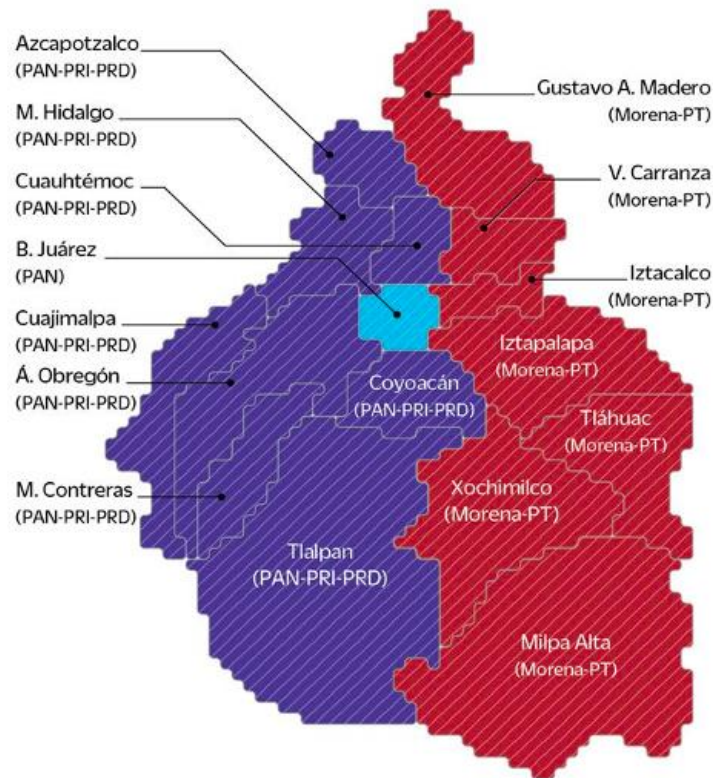 Azcapotzalco
(PAN-PRI-PRD)
M. Hidalgo
(PAN-PRI-PRD)
Cuauhtémoc
(PAN-PRI-PRD)
B. Juárez
(PAN)
Cuajimalpa
(PAN-PRI-PRD)
Á. Obregón
(PAN-PRI-PRD)
M. Contreras
(PAN-PRI-PRD)
Gustavo A. Madero
(Morena-PT)
V. Carranza
(Morena-PT)
Iztacalco
(Morena-PT)
Iztapalapa
(Morena-PT)
Coyoacán
(PAN-PRI-PRD)
Tláhuac
(Morena-PT)
Xochimilco
(Morena-PT)
Tlalpan
(PAN-PRI-PRD)
Milpa Alta
(Morena-PT)